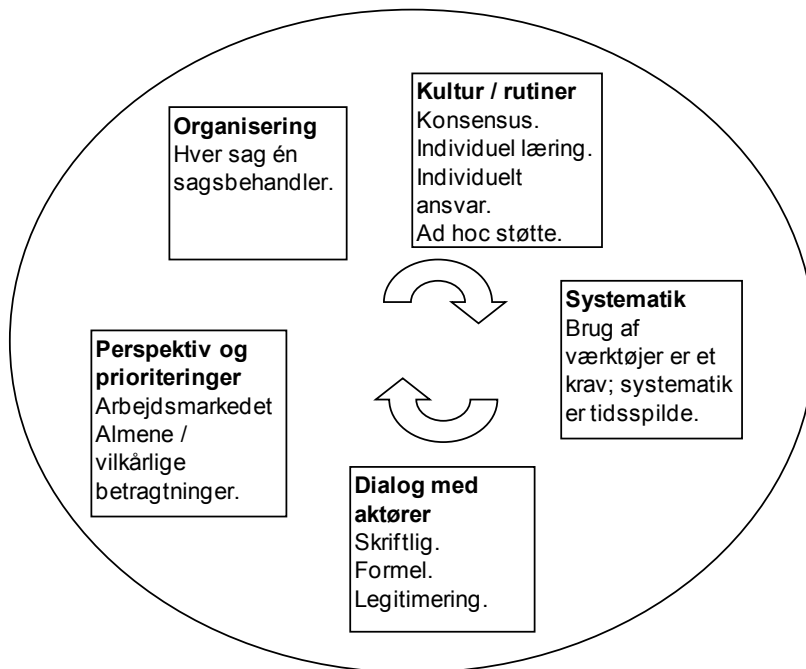 Organisering
Hver sag én
sagsbehandler.
Kultur / rutiner
Konsensus.
Individuel læring.
Individuelt
ansvar.
Ad hoc støtte.
Systematik
Brug af
værktøjer er et
krav; systematik
er tidsspilde.
Perspektiv og
prioriteringer
Arbejdsmarkedet
Almene /
vilkårlige
betragtninger.
Dialog med
aktører
Skriftlig.
Formel.
Legitimering.